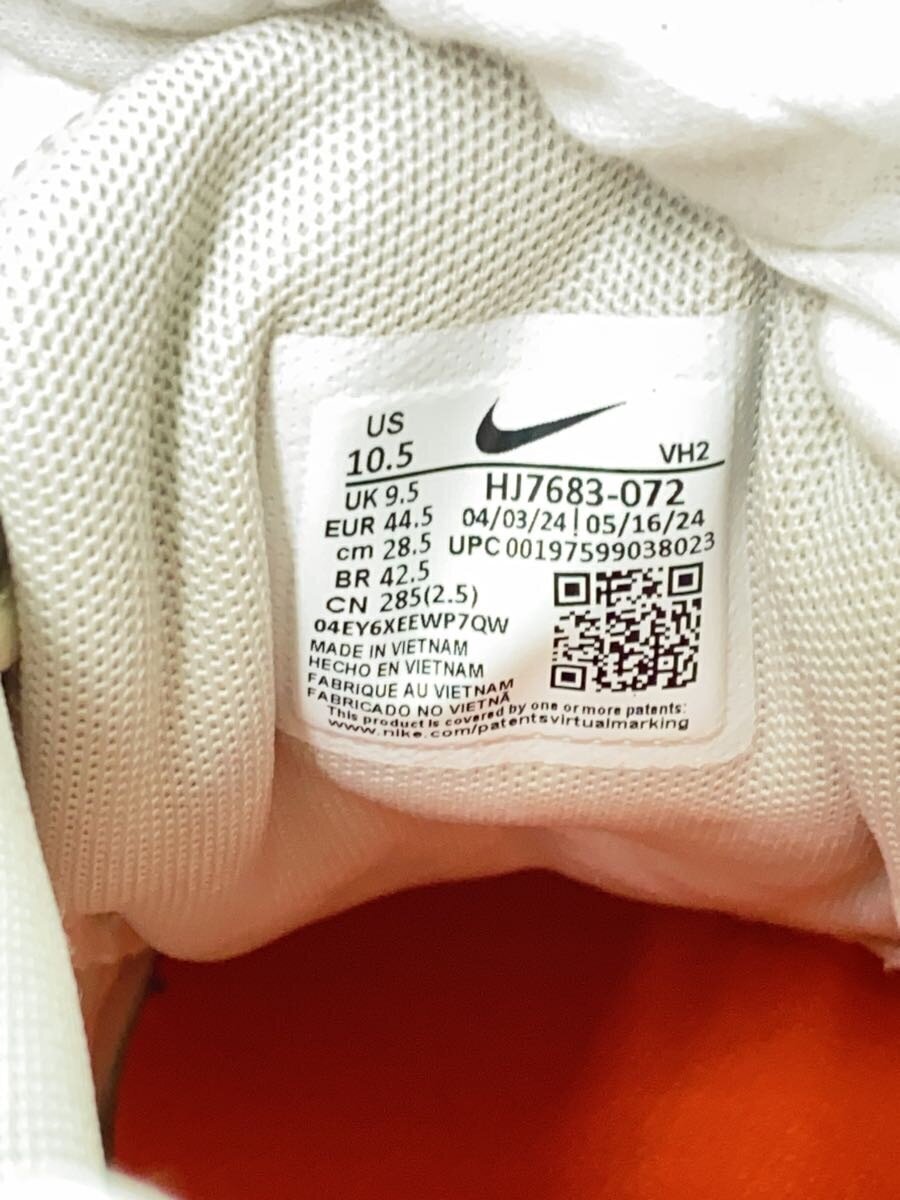 US
10.5
VH2
UK 9.5
HJ7683-072
EUR 44.5
04/03/24 | 05/16/24
cm 28.5
UPC 00197599038023
BR 42.5
CN 285(2.5)
04EY6XEEWP7QW
MADE IN VIETNAM
HECHO EN VIETNAM
FABRIQUE AU VIETNAM
FABRICADO NO VIETNÃ
This product is covered by one or more patents:
www.nike.com/patentsvirtualmarking